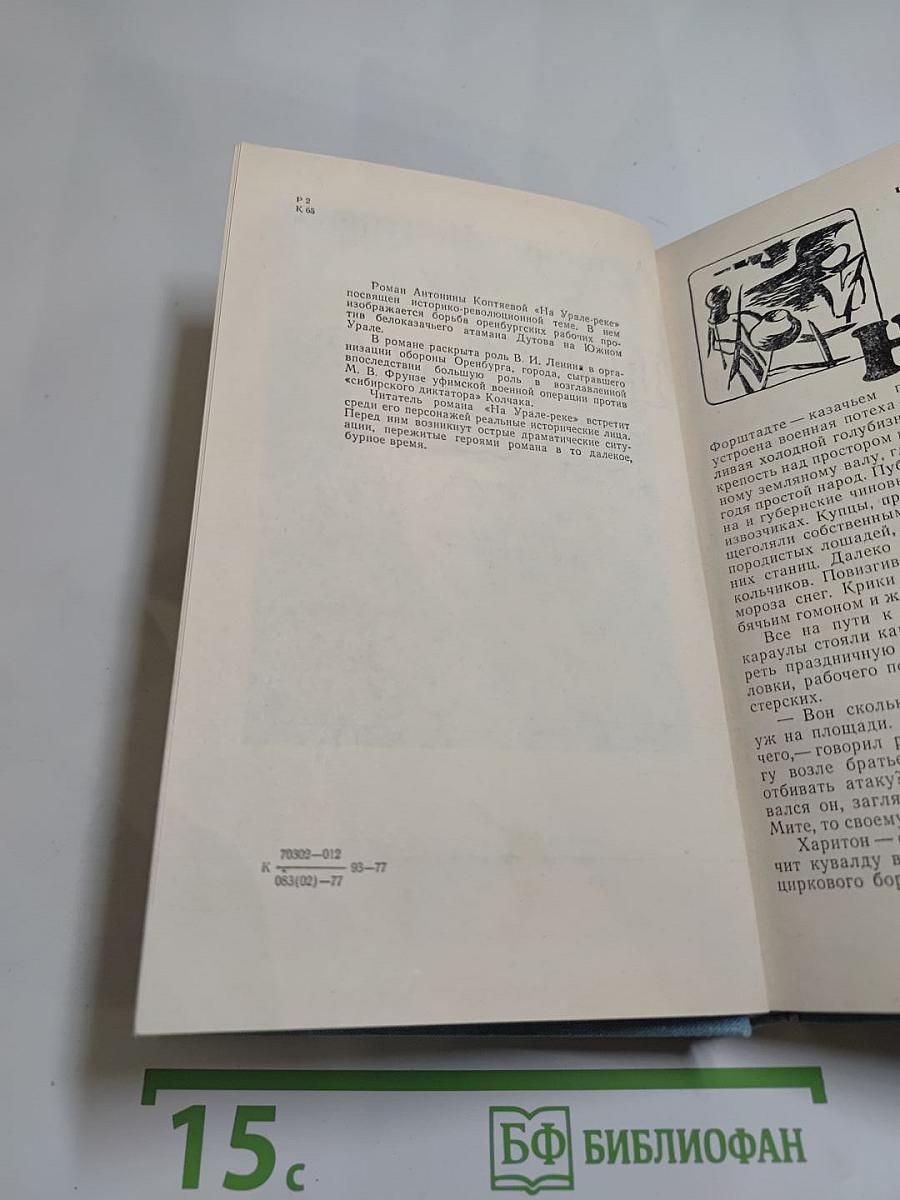 Р 2
К 65
Роман Антонины Коптяевой «На Урале-реке»
посвящен историко-революционной теме. В нем
изображается борьба оренбургских рабочих про-
тив белоказачьего атамана Дутова на Южном
Урале.
В романе раскрыта роль В. И. Ленина в орга-
низации обороны Оренбурга, города, сыгравшего
впоследствии большую роль в возглавленной
М. В. Фрунзе уфимской военной операции против
«сибирского диктатора» Колчака.
Читатель романа «На Урале-реке» встретит
среди его персонажей реальные исторические лица.
Перед ним возникнут острые драматические ситу-
ации, пережитые героями романа в то далекое,
бурное время.
К 70302—012
083(02)—77 93—77
Н
Форштадте — казачьем
устроена военная потеха
ливая холодной голубизн
крепость над простором
ному земляному валу, г
годя простой народ. Пуб
на и губернские чинов
извозчиках. Купцы, пр
щеголяли собственным
породистых лошадей,
них станиц. Далеко
кольчиков. Повизгив
мороза снег. Крики
бячьим гомоном и ж
Все на пути к
караулы стояли ка
реть праздничную
ловки, рабочего по
стерских.
— Вон скольк
уж на площади.
чего,— говорил р
гу возле брать
отбивать атаку?
вался он, загля
Мите, то своему
Харитон —
чит кувалду в
циркового бор
15 с
БФ БИБЛИОФАН